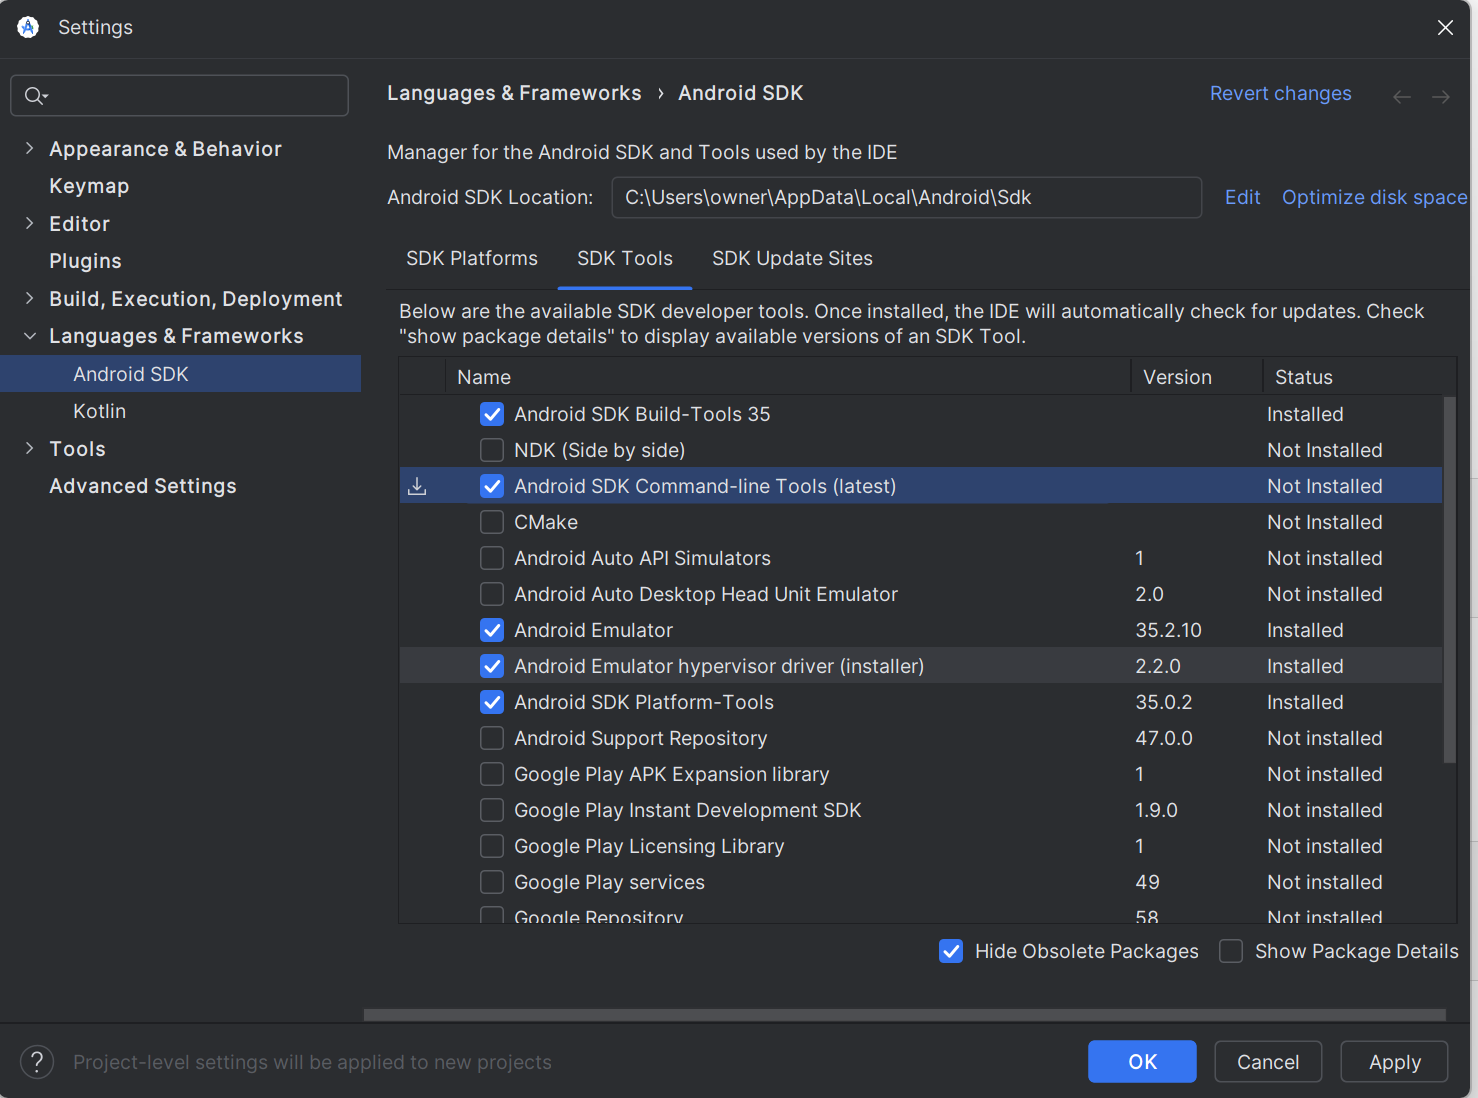 Settings
Languages & Frameworks › Android SDK
Revert changes
Appearance & Behavior
Keymap
Editor
Plugins
Build, Execution, Deployment
Languages & Frameworks
Android SDK
Kotlin
Tools
Advanced Settings
Manager for the Android SDK and Tools used by the IDE
Android SDK Location: C:\Users\owner\AppData\Local\Android\Sdk Edit Optimize disk space
SDK Platforms SDK Tools SDK Update Sites
Below are the available SDK developer tools. Once installed, the IDE will automatically check for updates. Check
"show package details" to display available versions of an SDK Tool.
Name Version Status
Android SDK Build-Tools 35 Installed
NDK (Side by side) Not Installed
Android SDK Command-line Tools (latest) Not Installed
CMake Not Installed
Android Auto API Simulators 1 Not installed
Android Auto Desktop Head Unit Emulator 2.0 Not installed
Android Emulator 35.2.10 Installed
Android Emulator hypervisor driver (installer) 2.2.0 Installed
Android SDK Platform-Tools 35.0.2 Installed
Android Support Repository 47.0.0 Not installed
Google Play APK Expansion library 1 Not installed
Google Play Instant Development SDK 1.9.0 Not installed
Google Play Licensing Library 1 Not installed
Google Play services 49 Not installed
Google Repository 58 Not installed
Hide Obsolete Packages Show Package Details
? Project-level settings will be applied to new projects
OK Cancel Apply